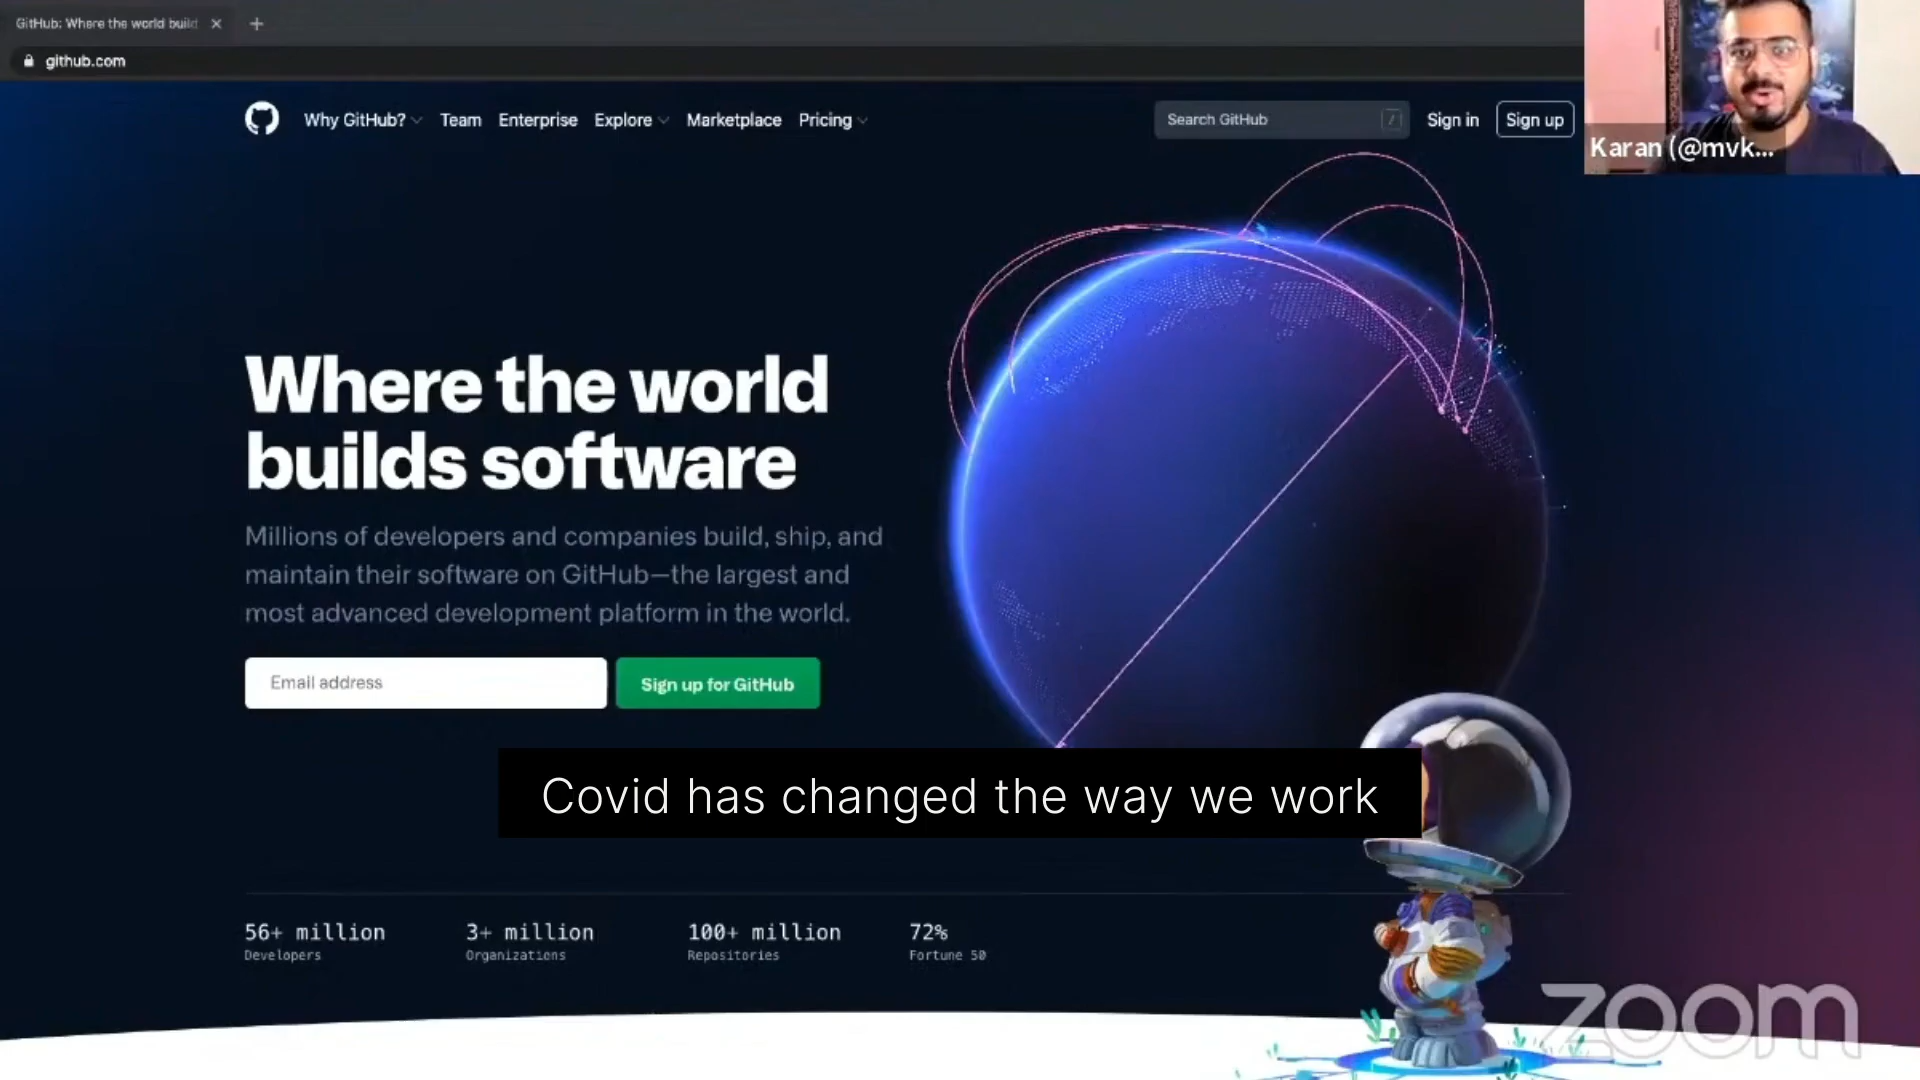 GitHub: Where the world build
github.com
Why GitHub? Team Enterprise Explore Marketplace Pricing
Search GitHub /
Sign in Sign up
Karan (@mvk...
Where the world
builds software
Millions of developers and companies build, ship, and
maintain their software on GitHub—the largest and
most advanced development platform in the world.
Email address
Sign up for GitHub
Covid has changed the way we work
56+ million 3+ million 100+ million 72%
Developers Organizations Repositories Fortune 50
zoom